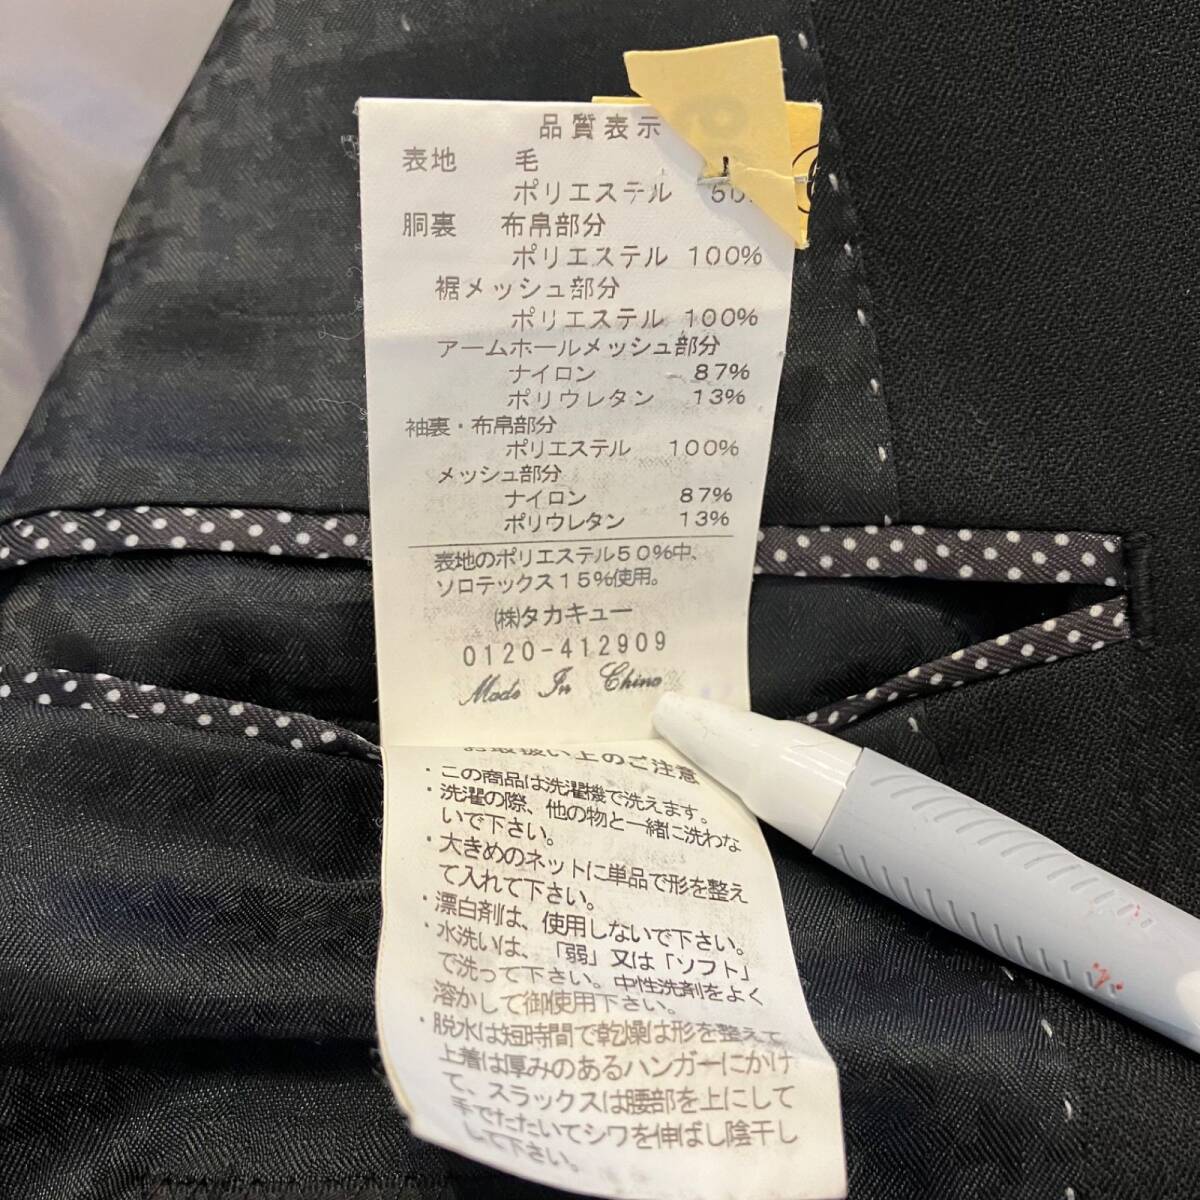 品質表示
表地 毛
ポリエステル 50
胴裏 布帛部分
ポリエステル 100%
裾メッシュ部分
ポリエステル 100%
アームホールメッシュ部分
ナイロン 87%
ポリウレタン 13%
袖裏・布帛部分
ポリエステル 100%
メッシュ部分
ナイロン 87%
ポリウレタン 13%
表地のポリエステル50%中、
ソロテックス15%使用。
(株)タカキュー
0120-412909
Made In China
お取扱い上のご注意
・この商品は洗濯機で洗えます。
・洗濯の際、他の物と一緒に洗わな
いで下さい。
・大きめのネットに単品で形を整え
て入れて下さい。
・漂白剤は、使用しないで下さい。
・水洗いは、「弱」又は「ソフト」
で洗って下さい。中性洗剤をよく
溶かして御使用下さい。
・脱水は短時間で乾燥は形を整えて
上着は厚みのあるハンガーにかけ
て、スラックスは腰部を上にして
手でたたいてシワを伸ばし陰干し
して下さい。